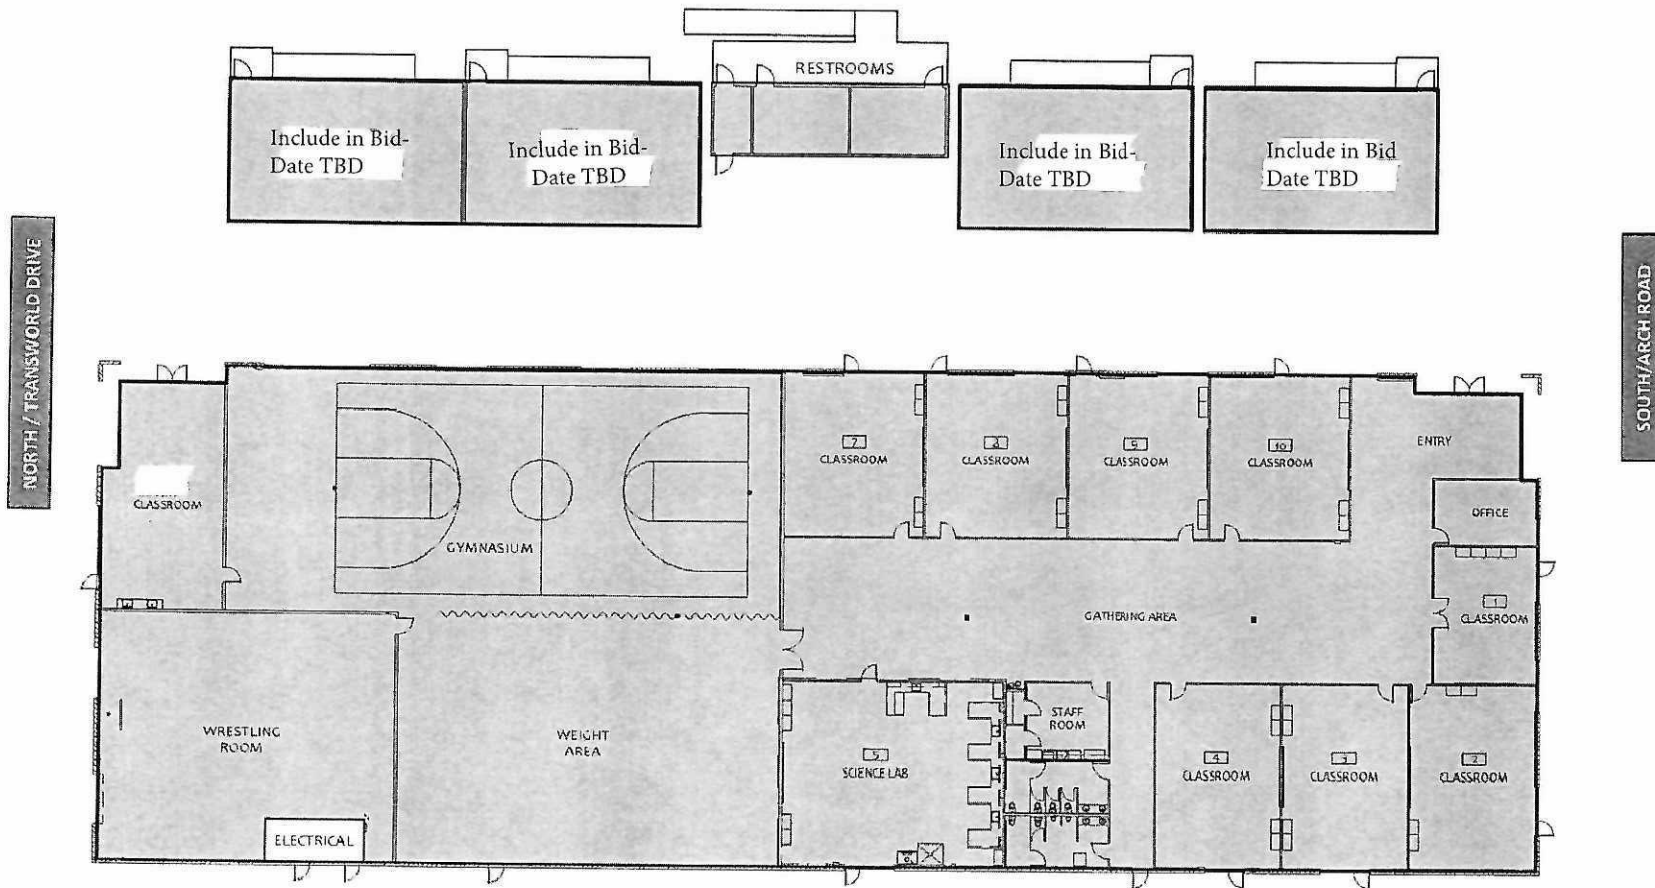 RESTROOMS
Include in Bid-
Date TBD
Include in Bid-
Date TBD
Include in Bid-
Date TBD
Include in Bid
Date TBD
NORTH / TRANSWORLD DRIVE
SOUTH/ARCH ROAD
7
CLASSROOM
8
CLASSROOM
9
CLASSROOM
10
CLASSROOM
ENTRY
CLASSROOM
OFFICE
GYMNASIUM
1
CLASSROOM
GATHERING AREA
WRESTLING
ROOM
WEIGHT
AREA
5
SCIENCE LAB
STAFF
ROOM
4
CLASSROOM
3
CLASSROOM
2
CLASSROOM
ELECTRICAL